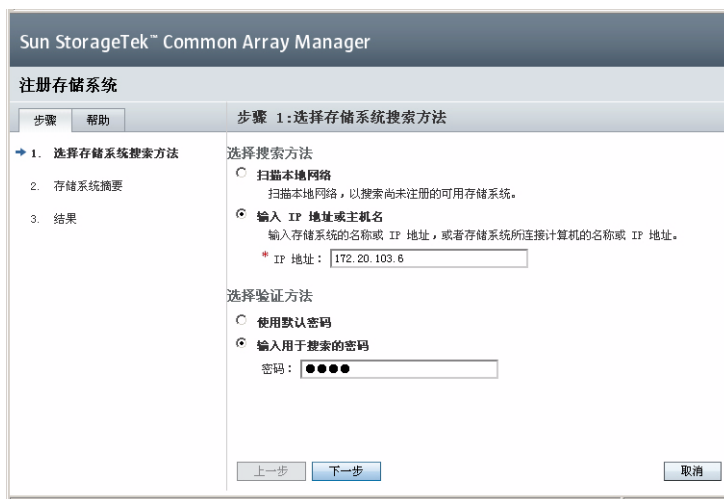 Sun StorageTek™ Common Array Manager
注册存储系统
步骤 帮助
步骤 1:选择存储系统搜索方法
1. 选择存储系统搜索方法
2. 存储系统摘要
3. 结果
选择搜索方法
扫描本地网络
扫描本地网络，以搜索尚未注册的可用存储系统。
输入 IP 地址或主机名
输入存储系统的名称或 IP 地址，或者存储系统所连接计算机的名称或 IP 地址。
* IP 地址： 172.20.103.6
选择验证方法
使用默认密码
输入用于搜索的密码
密码： ●●●●
上一步 下一步 取消